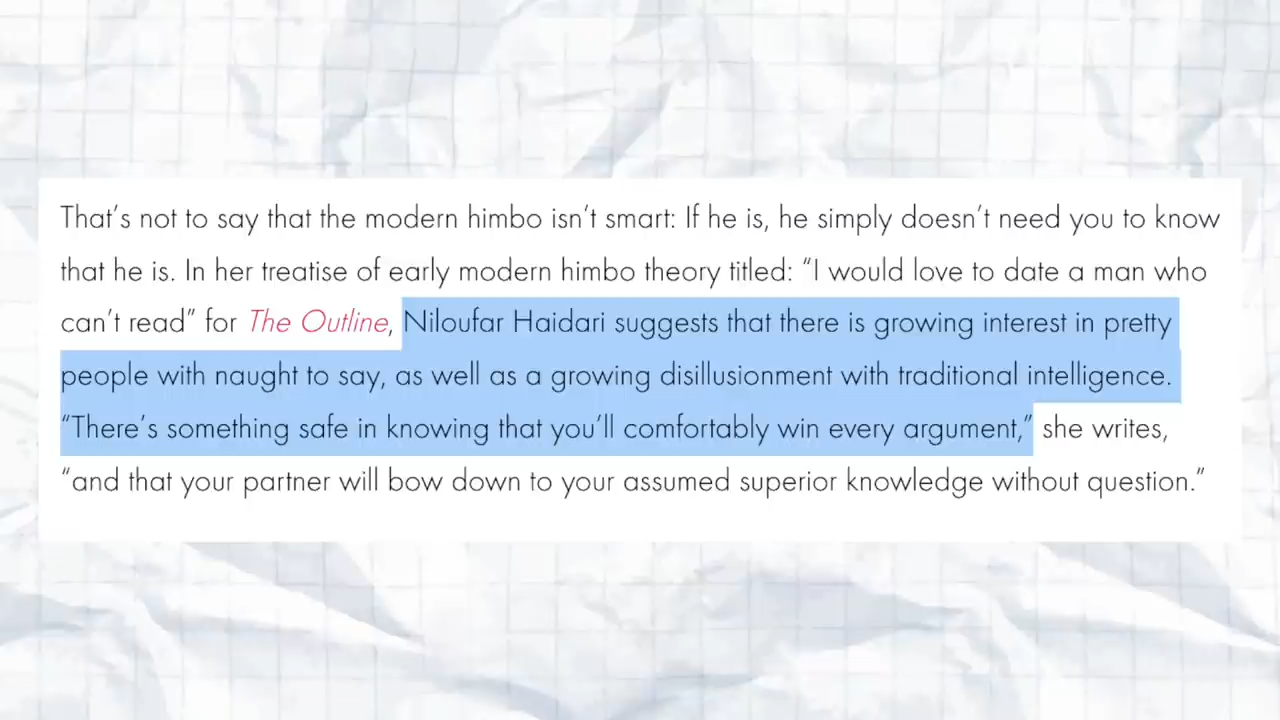 That’s not to say that the modern himbo isn’t smart: If he is, he simply doesn’t need you to know
that he is. In her treatise of early modern himbo theory titled: “I would love to date a man who
can’t read” for The Outline, Niloufar Haidari suggests that there is growing interest in pretty
people with naught to say, as well as a growing disillusionment with traditional intelligence.
“There’s something safe in knowing that you’ll comfortably win every argument,” she writes,
“and that your partner will bow down to your assumed superior knowledge without question.”